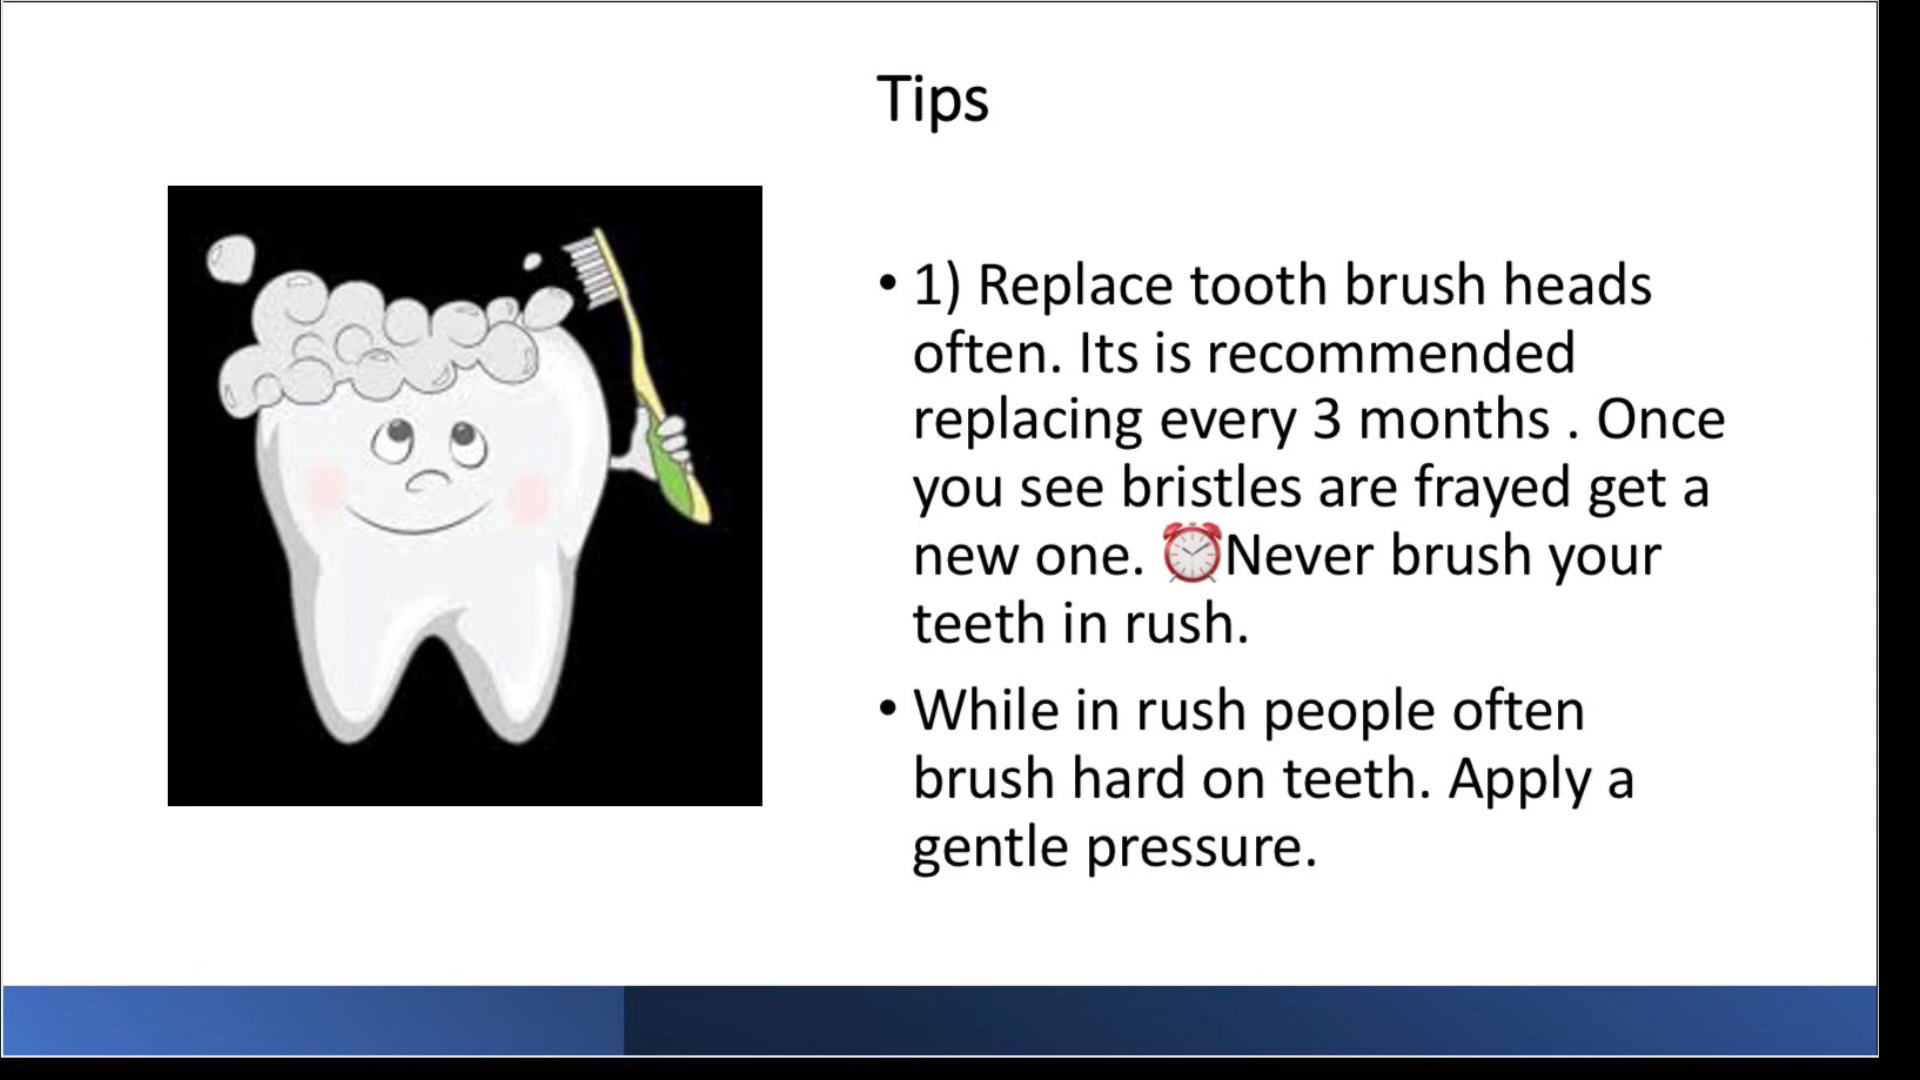 Tips
• 1) Replace tooth brush heads
often. Its is recommended
replacing every 3 months . Once
you see bristles are frayed get a
new one. ⏰Never brush your
teeth in rush.
• While in rush people often
brush hard on teeth. Apply a
gentle pressure.